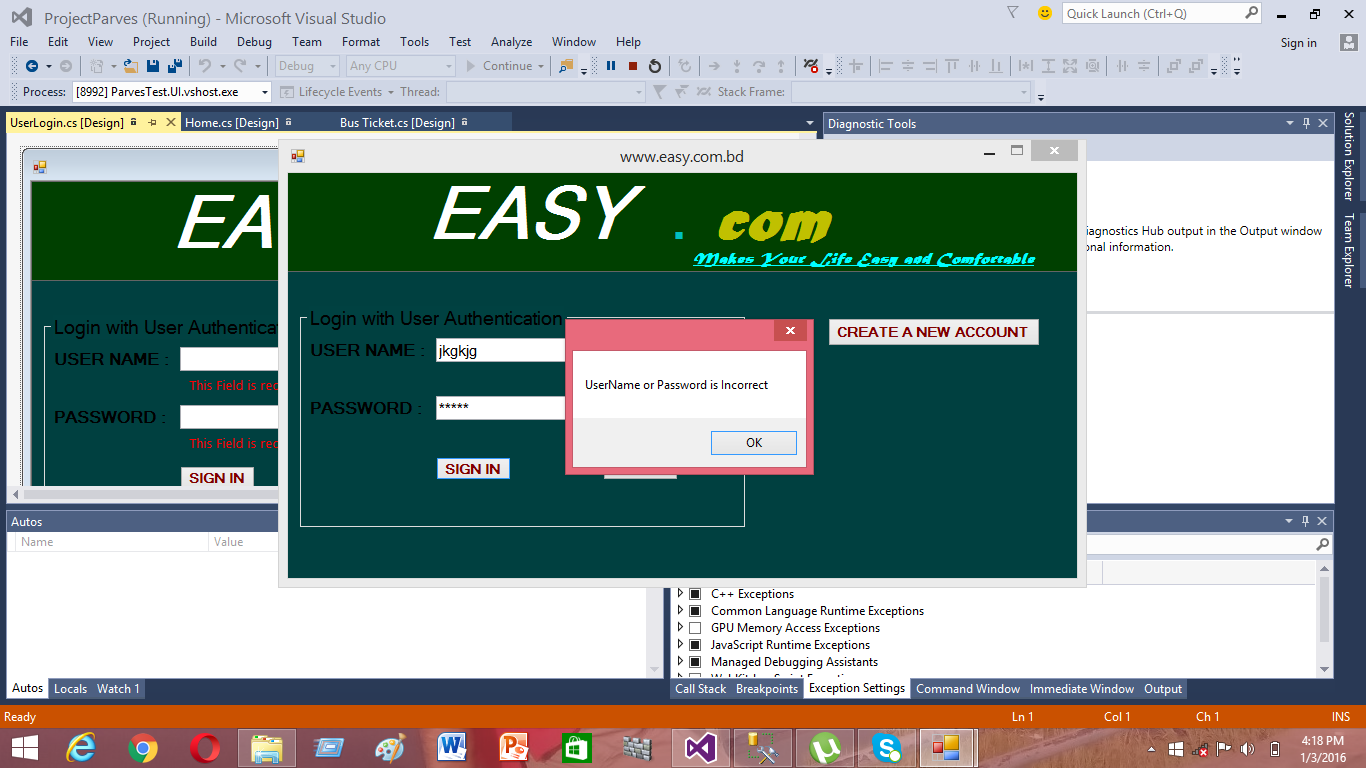 ProjectParves (Running) - Microsoft Visual Studio
Quick Launch (Ctrl+Q)
File Edit View Project Build Debug Team Format Tools Test Analyze Window Help
Sign in
Debug Any CPU Continue
Process: [8992] ParvesTest.UI.vshost.exe Lifecycle Events Thread: Stack Frame:
UserLogin.cs [Design] Home.cs [Design] Bus Ticket.cs [Design]
Diagnostic Tools
Solution Explorer
Team Explorer
www.easy.com.bd
EASY . com
Makes Your Life Easy and Comfortable
EA
iagnostics Hub output in the Output window
onal information.
Login with User Authentica
USER NAME :
This Field is rec
PASSWORD :
This Field is rec
SIGN IN
Login with User Authentication
USER NAME : jkgkjg
PASSWORD : *****
SIGN IN
CREATE A NEW ACCOUNT
UserName or Password is Incorrect
OK
Autos
Name Value
C++ Exceptions
Common Language Runtime Exceptions
GPU Memory Access Exceptions
JavaScript Runtime Exceptions
Managed Debugging Assistants
Autos Locals Watch 1
Call Stack Breakpoints Exception Settings Command Window Immediate Window Output
Ready
Ln 1 Col 1 Ch 1 INS
4:18 PM
1/3/2016